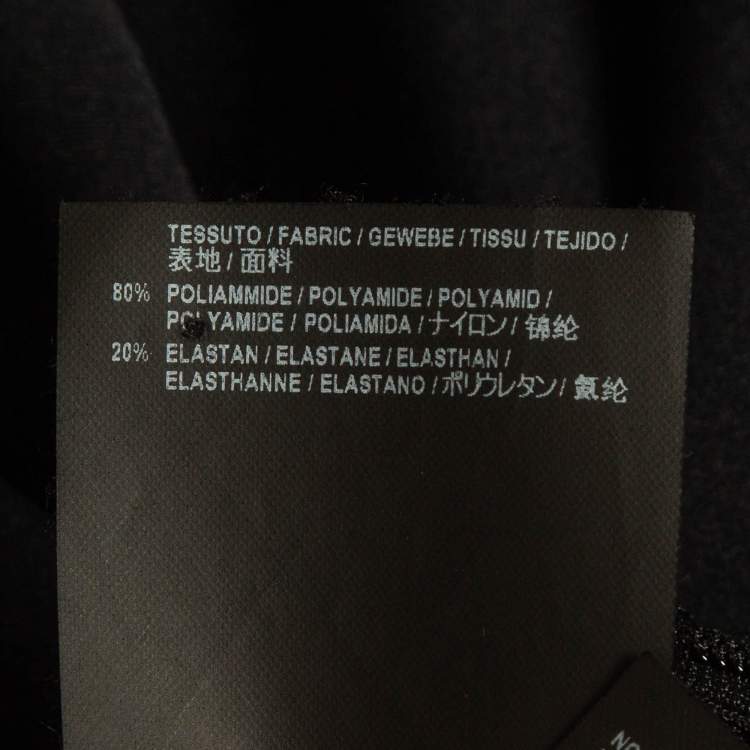 TESSUTO / FABRIC / GEWEBE / TISSU / TEJIDO /
表地 / 面料
80% POLIAMMIDE / POLYAMIDE / POLYAMID /
POLYAMIDE / POLIAMIDA / ナイロン / 锦纶
20% ELASTAN / ELASTANE / ELASTHAN /
ELASTHANNE / ELASTANO / ポリウレタン / 氨纶
NO